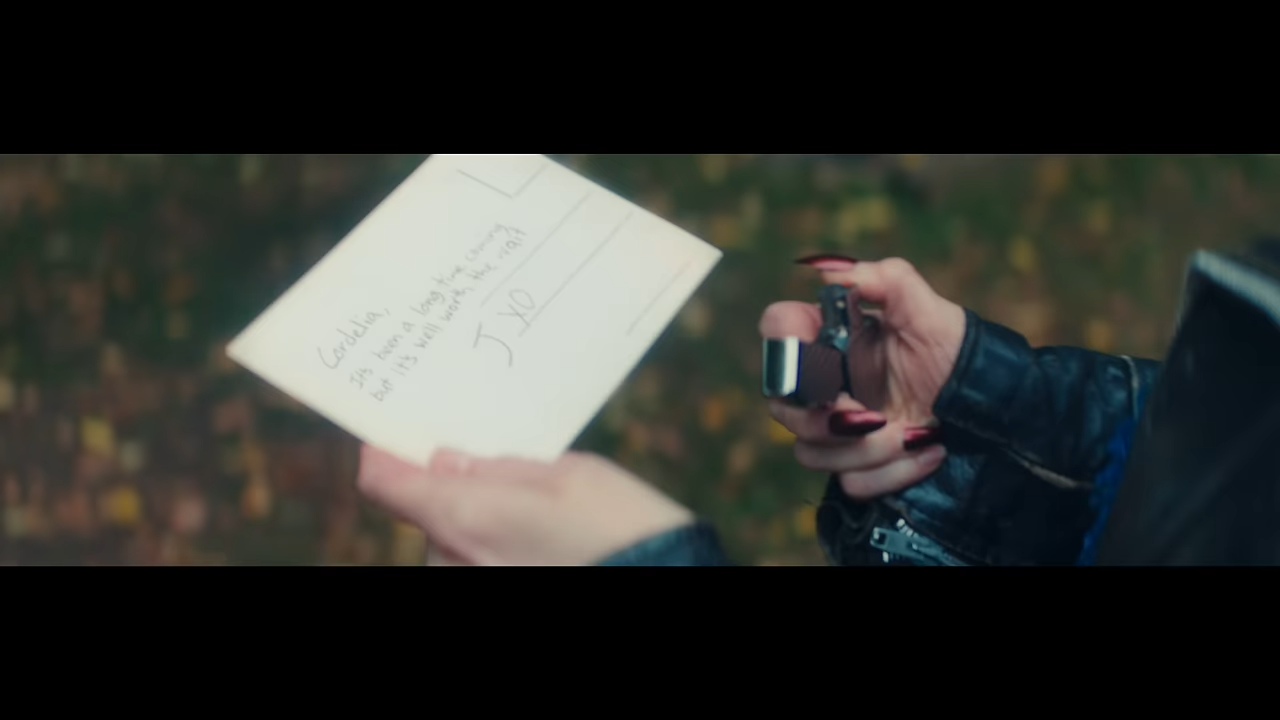 Cordelia,
It's been a long time coming
but it's well worth the wait
J XO